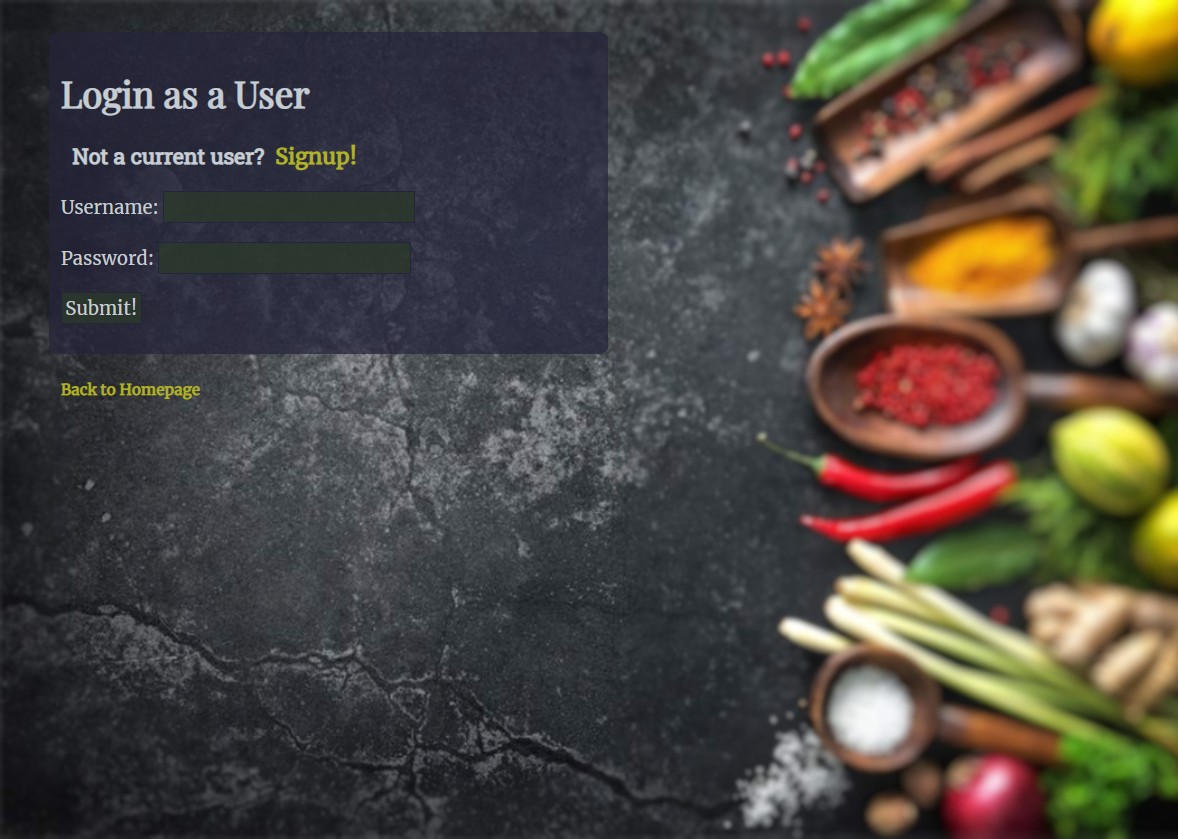 Login as a User
Not a current user? Signup!
Username:
Password:
Submit!
Back to Homepage